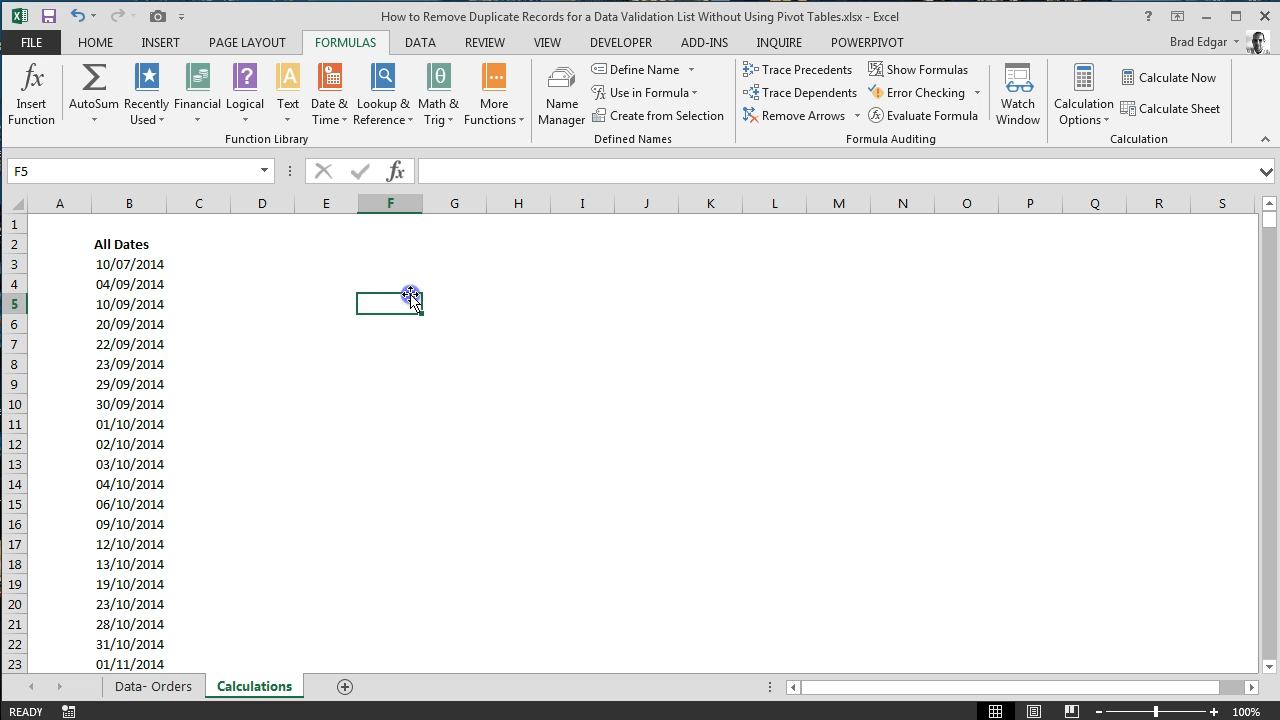 How to Remove Duplicate Records for a Data Validation List Without Using Pivot Tables.xlsx - Excel
FILE HOME INSERT PAGE LAYOUT FORMULAS DATA REVIEW VIEW DEVELOPER ADD-INS INQUIRE POWERPIVOT Brad Edgar
Insert Function
AutoSum
Recently Used
Financial
Logical
Text
Date & Time
Lookup & Reference
Math & Trig
More Functions
Function Library
Name Manager
Define Name
Use in Formula
Create from Selection
Defined Names
Trace Precedents
Trace Dependents
Remove Arrows
Show Formulas
Error Checking
Evaluate Formula
Formula Auditing
Watch Window
Calculation Options
Calculate Now
Calculate Sheet
Calculation
F5
fx
A B C D E F G H I J K L M N O P Q R S
1
2 All Dates
3 10/07/2014
4 04/09/2014
5 10/09/2014
6 20/09/2014
7 22/09/2014
8 23/09/2014
9 29/09/2014
10 30/09/2014
11 01/10/2014
12 02/10/2014
13 03/10/2014
14 04/10/2014
15 06/10/2014
16 09/10/2014
17 12/10/2014
18 13/10/2014
19 19/10/2014
20 23/10/2014
21 28/10/2014
22 31/10/2014
23 01/11/2014
Data- Orders Calculations
READY 100%